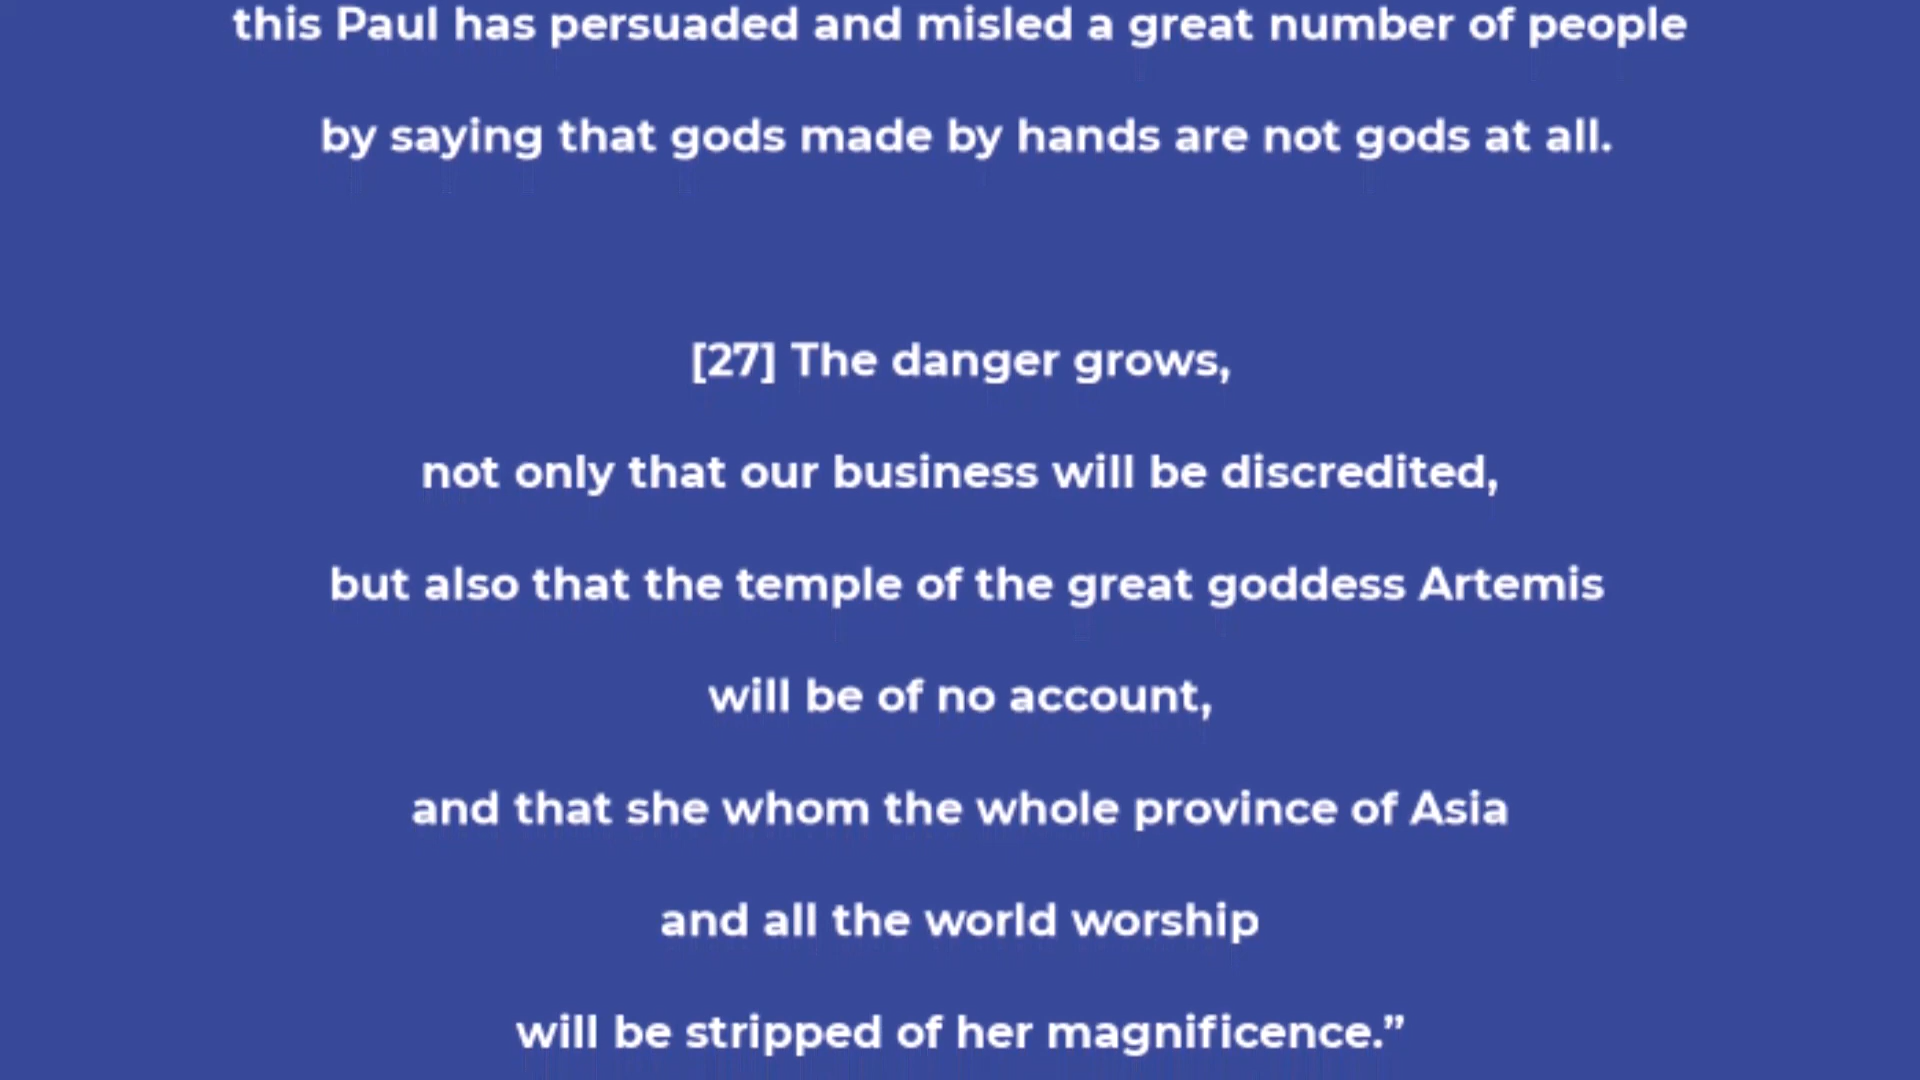 this Paul has persuaded and misled a great number of people
by saying that gods made by hands are not gods at all.
[27] The danger grows,
not only that our business will be discredited,
but also that the temple of the great goddess Artemis
will be of no account,
and that she whom the whole province of Asia
and all the world worship
will be stripped of her magnificence.”